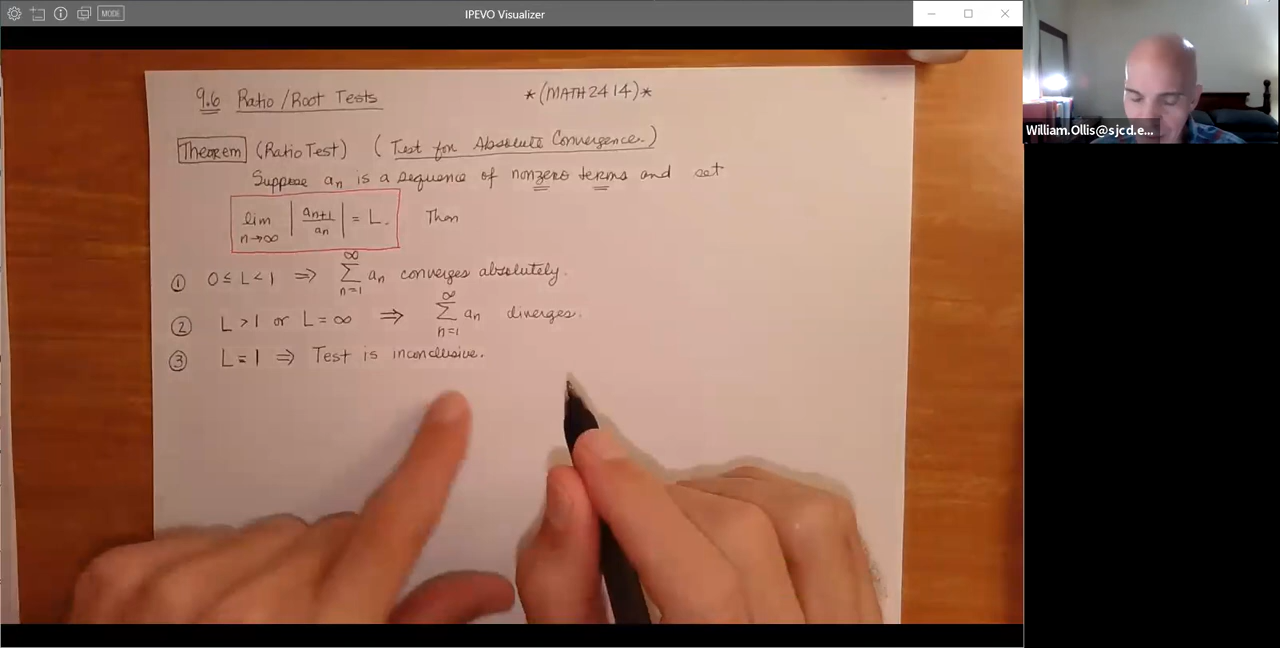 IPEVO Visualizer
MODE
William.Ollis@sjcd.e...
9.6 Ratio/Root Tests *(MATH 2414)*
Theorem (Ratio Test) (Test for Absolute Convergence.)
Suppose an is a sequence of nonzero terms and set
lim n→∞ | an+1 / an | = L. Then
① 0 ≤ L < 1 ⇒ ∞ Σ n=1 an converges absolutely.
② L > 1 or L = ∞ ⇒ ∞ Σ n=1 an diverges.
③ L = 1 ⇒ Test is inconclusive.